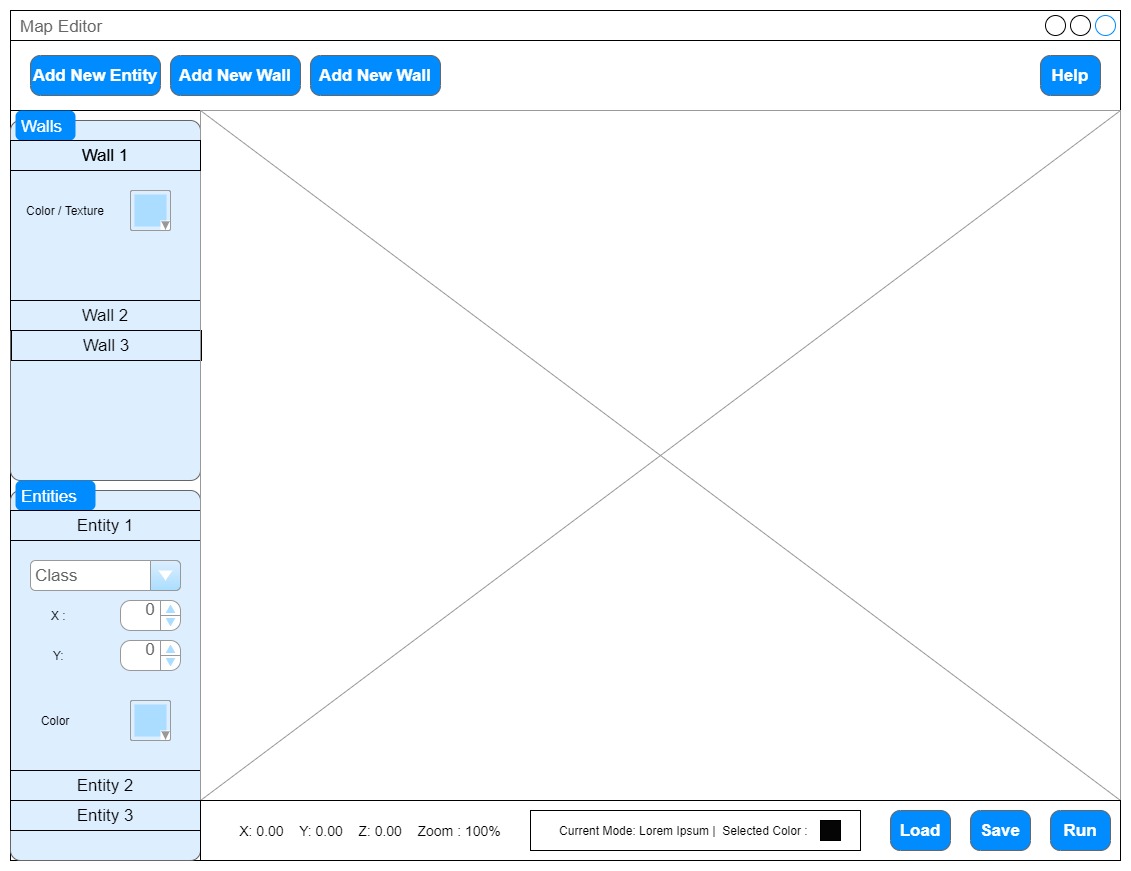 Map Editor
Add New Entity
Add New Wall
Add New Wall
Help
Walls
Wall 1
Color / Texture
Wall 2
Wall 3
Entities
Entity 1
Class
X :
0
Y:
0
Color
Entity 2
Entity 3
X: 0.00 Y: 0.00 Z: 0.00 Zoom : 100%
Current Mode: Lorem Ipsum | Selected Color :
Load
Save
Run